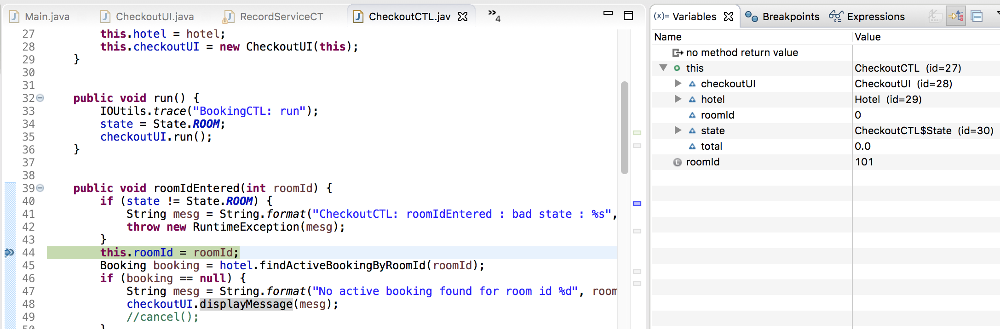 Main.java CheckoutUI.java RecordServiceCT CheckoutCTL.jav »4
27 this.hotel = hotel;
28 this.checkoutUI = new CheckoutUI(this);
29 }
30
31
32 public void run() {
33 IOUtils.trace("BookingCTL: run");
34 state = State.ROOM;
35 checkoutUI.run();
36 }
37
38
39 public void roomIdEntered(int roomId) {
40 if (state != State.ROOM) {
41 String mesg = String.format("CheckoutCTL: roomIdEntered : bad state : %s",
42 throw new RuntimeException(mesg);
43 }
44 this.roomId = roomId;
45 Booking booking = hotel.findActiveBookingByRoomId(roomId);
46 if (booking == null) {
47 String mesg = String.format("No active booking found for room id %d", room
48 checkoutUI.displayMessage(mesg);
49 //cancel();
50 }
(x)= Variables Breakpoints Expressions
Name Value
no method return value
this CheckoutCTL (id=27)
checkoutUI CheckoutUI (id=28)
hotel Hotel (id=29)
roomId 0
state CheckoutCTL$State (id=30)
total 0.0
roomId 101